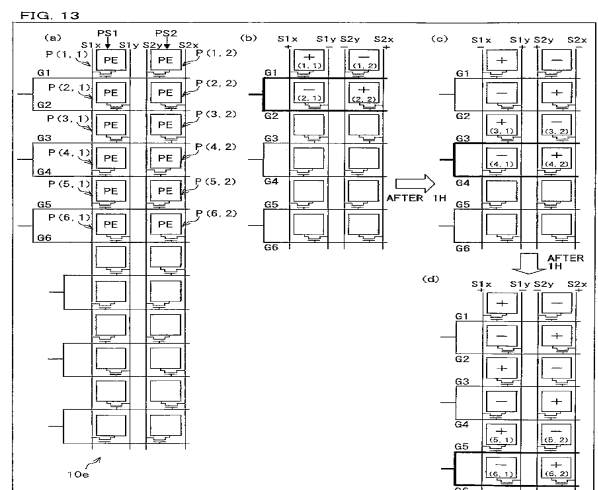 FIG. 13
(a) PS1 PS2
S1x S1y S2y S2x
P(1, 1) PE PE P(1, 2)
G1
P(2, 1) PE PE P(2, 2)
G2
P(3, 1) PE PE P(3, 2)
G3
P(4, 1) PE PE P(4, 2)
G4
P(5, 1) PE PE P(5, 2)
G5
P(6, 1) PE PE P(6, 2)
G6
10e
(b)
S1x S1y S2y S2x
+ − − +
+ −
(1, 1) (1, 2)
G1
− +
(2, 1) (2, 2)
G2
G3
G4
G5
G6
AFTER 1H
(c)
S1x S1y S2y S2x
+ − − +
+ −
G1
− +
G2
+ −
(3, 1) (3, 2)
G3
− +
(4, 1) (4, 2)
G4
G5
G6
AFTER
1H
(d)
S1x S1y S2y S2x
+ − − +
+ −
G1
− +
G2
+ −
G3
− +
G4
+ −
(5, 1) (5, 2)
G5
− +
(6, 1) (6, 2)
G6